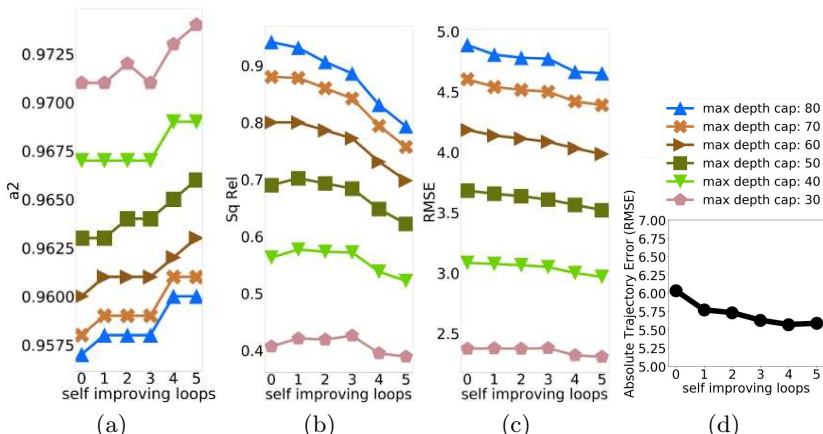 a2
0.9725
0.9700
0.9675
0.9650
0.9625
0.9600
0.9575
0 1 2 3 4 5
self improving loops
(a)
Sq Rel
0.9
0.8
0.7
0.6
0.5
0.4
0 1 2 3 4 5
self improving loops
(b)
RMSE
5.0
4.5
4.0
3.5
3.0
2.5
0 1 2 3 4 5
self improving loops
(c)
max depth cap: 80
max depth cap: 70
max depth cap: 60
max depth cap: 50
max depth cap: 40
max depth cap: 30
Absolute Trajectory Error (RMSE)
7.00
6.75
6.50
6.25
6.00
5.75
5.50
5.25
5.00
0 1 2 3 4 5
self improving loops
(d)